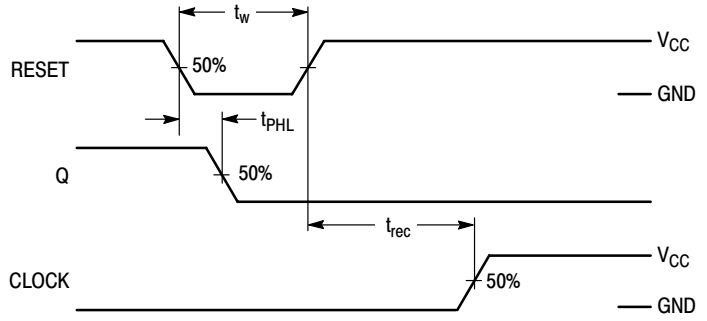 tw
VCC
RESET
50%
GND
tPHL
Q
50%
trec
VCC
CLOCK
50%
GND